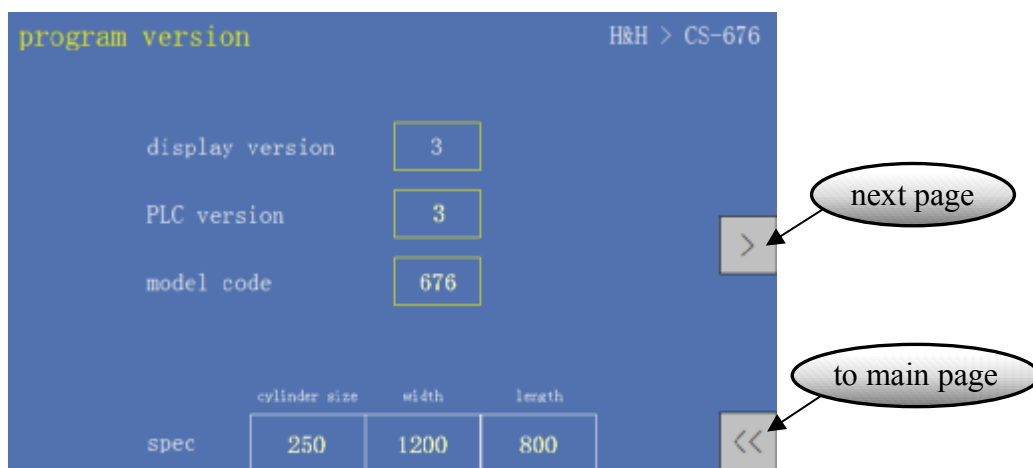 program version
H&H > CS-676
display version 3
PLC version 3
next page
>
model code 676
to main page
cylinder size width length
spec 250 1200 800
<<